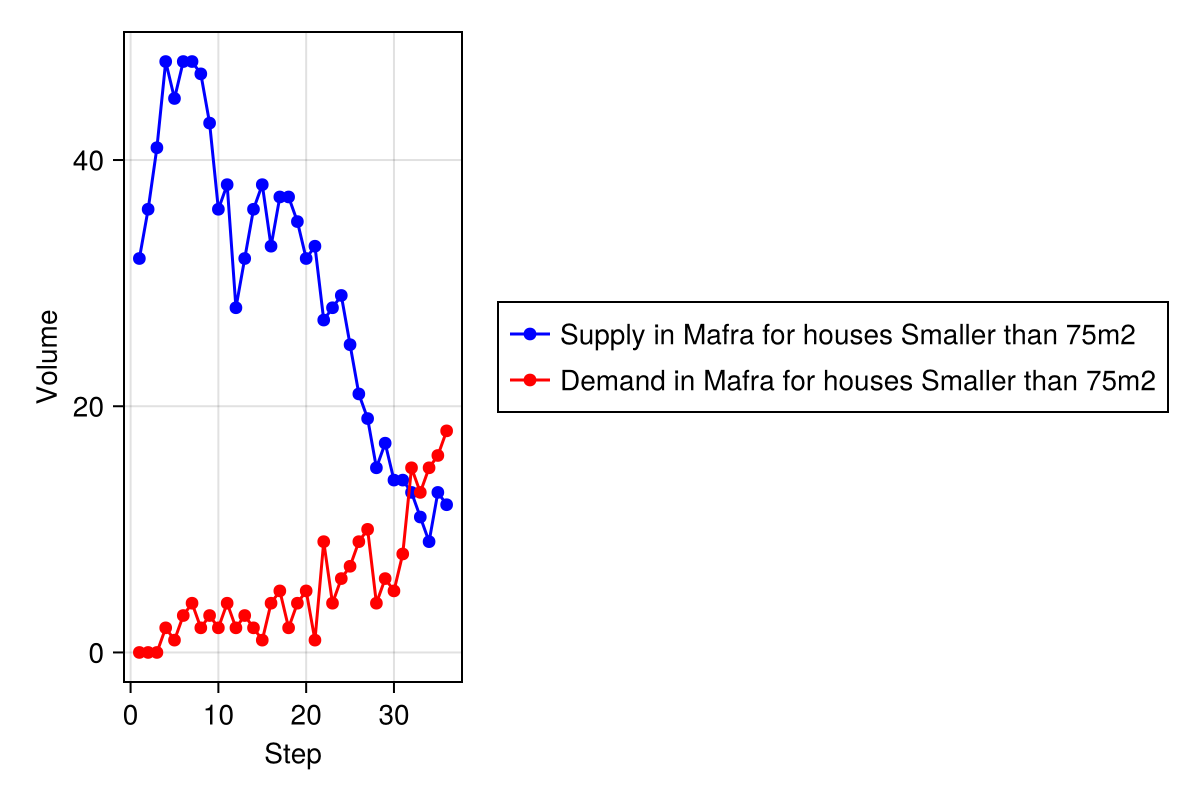 Volume
40
20
0
0 10 20 30
Step
Supply in Mafra for houses Smaller than 75m2
Demand in Mafra for houses Smaller than 75m2